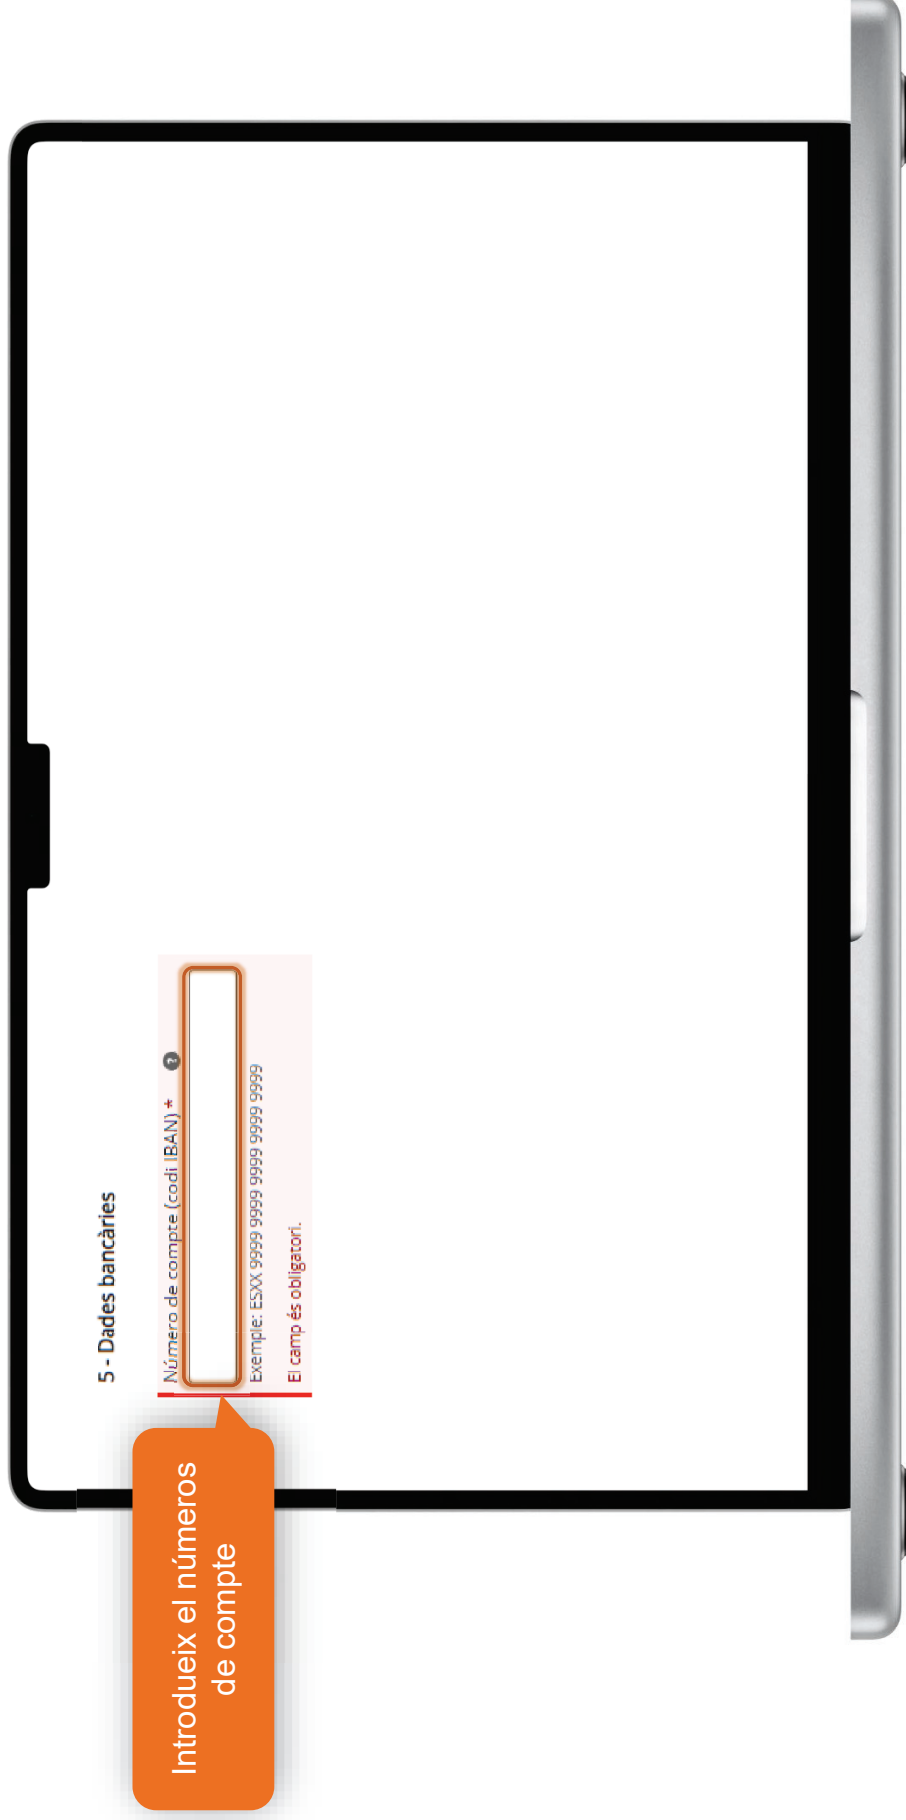 5 - Dades bancàries
Número de compte (codi IBAN) * ?
Exemple: ESXX 9999 9999 9999 9999 9999
El camp és obligatori.
Introdueix el números
de compte